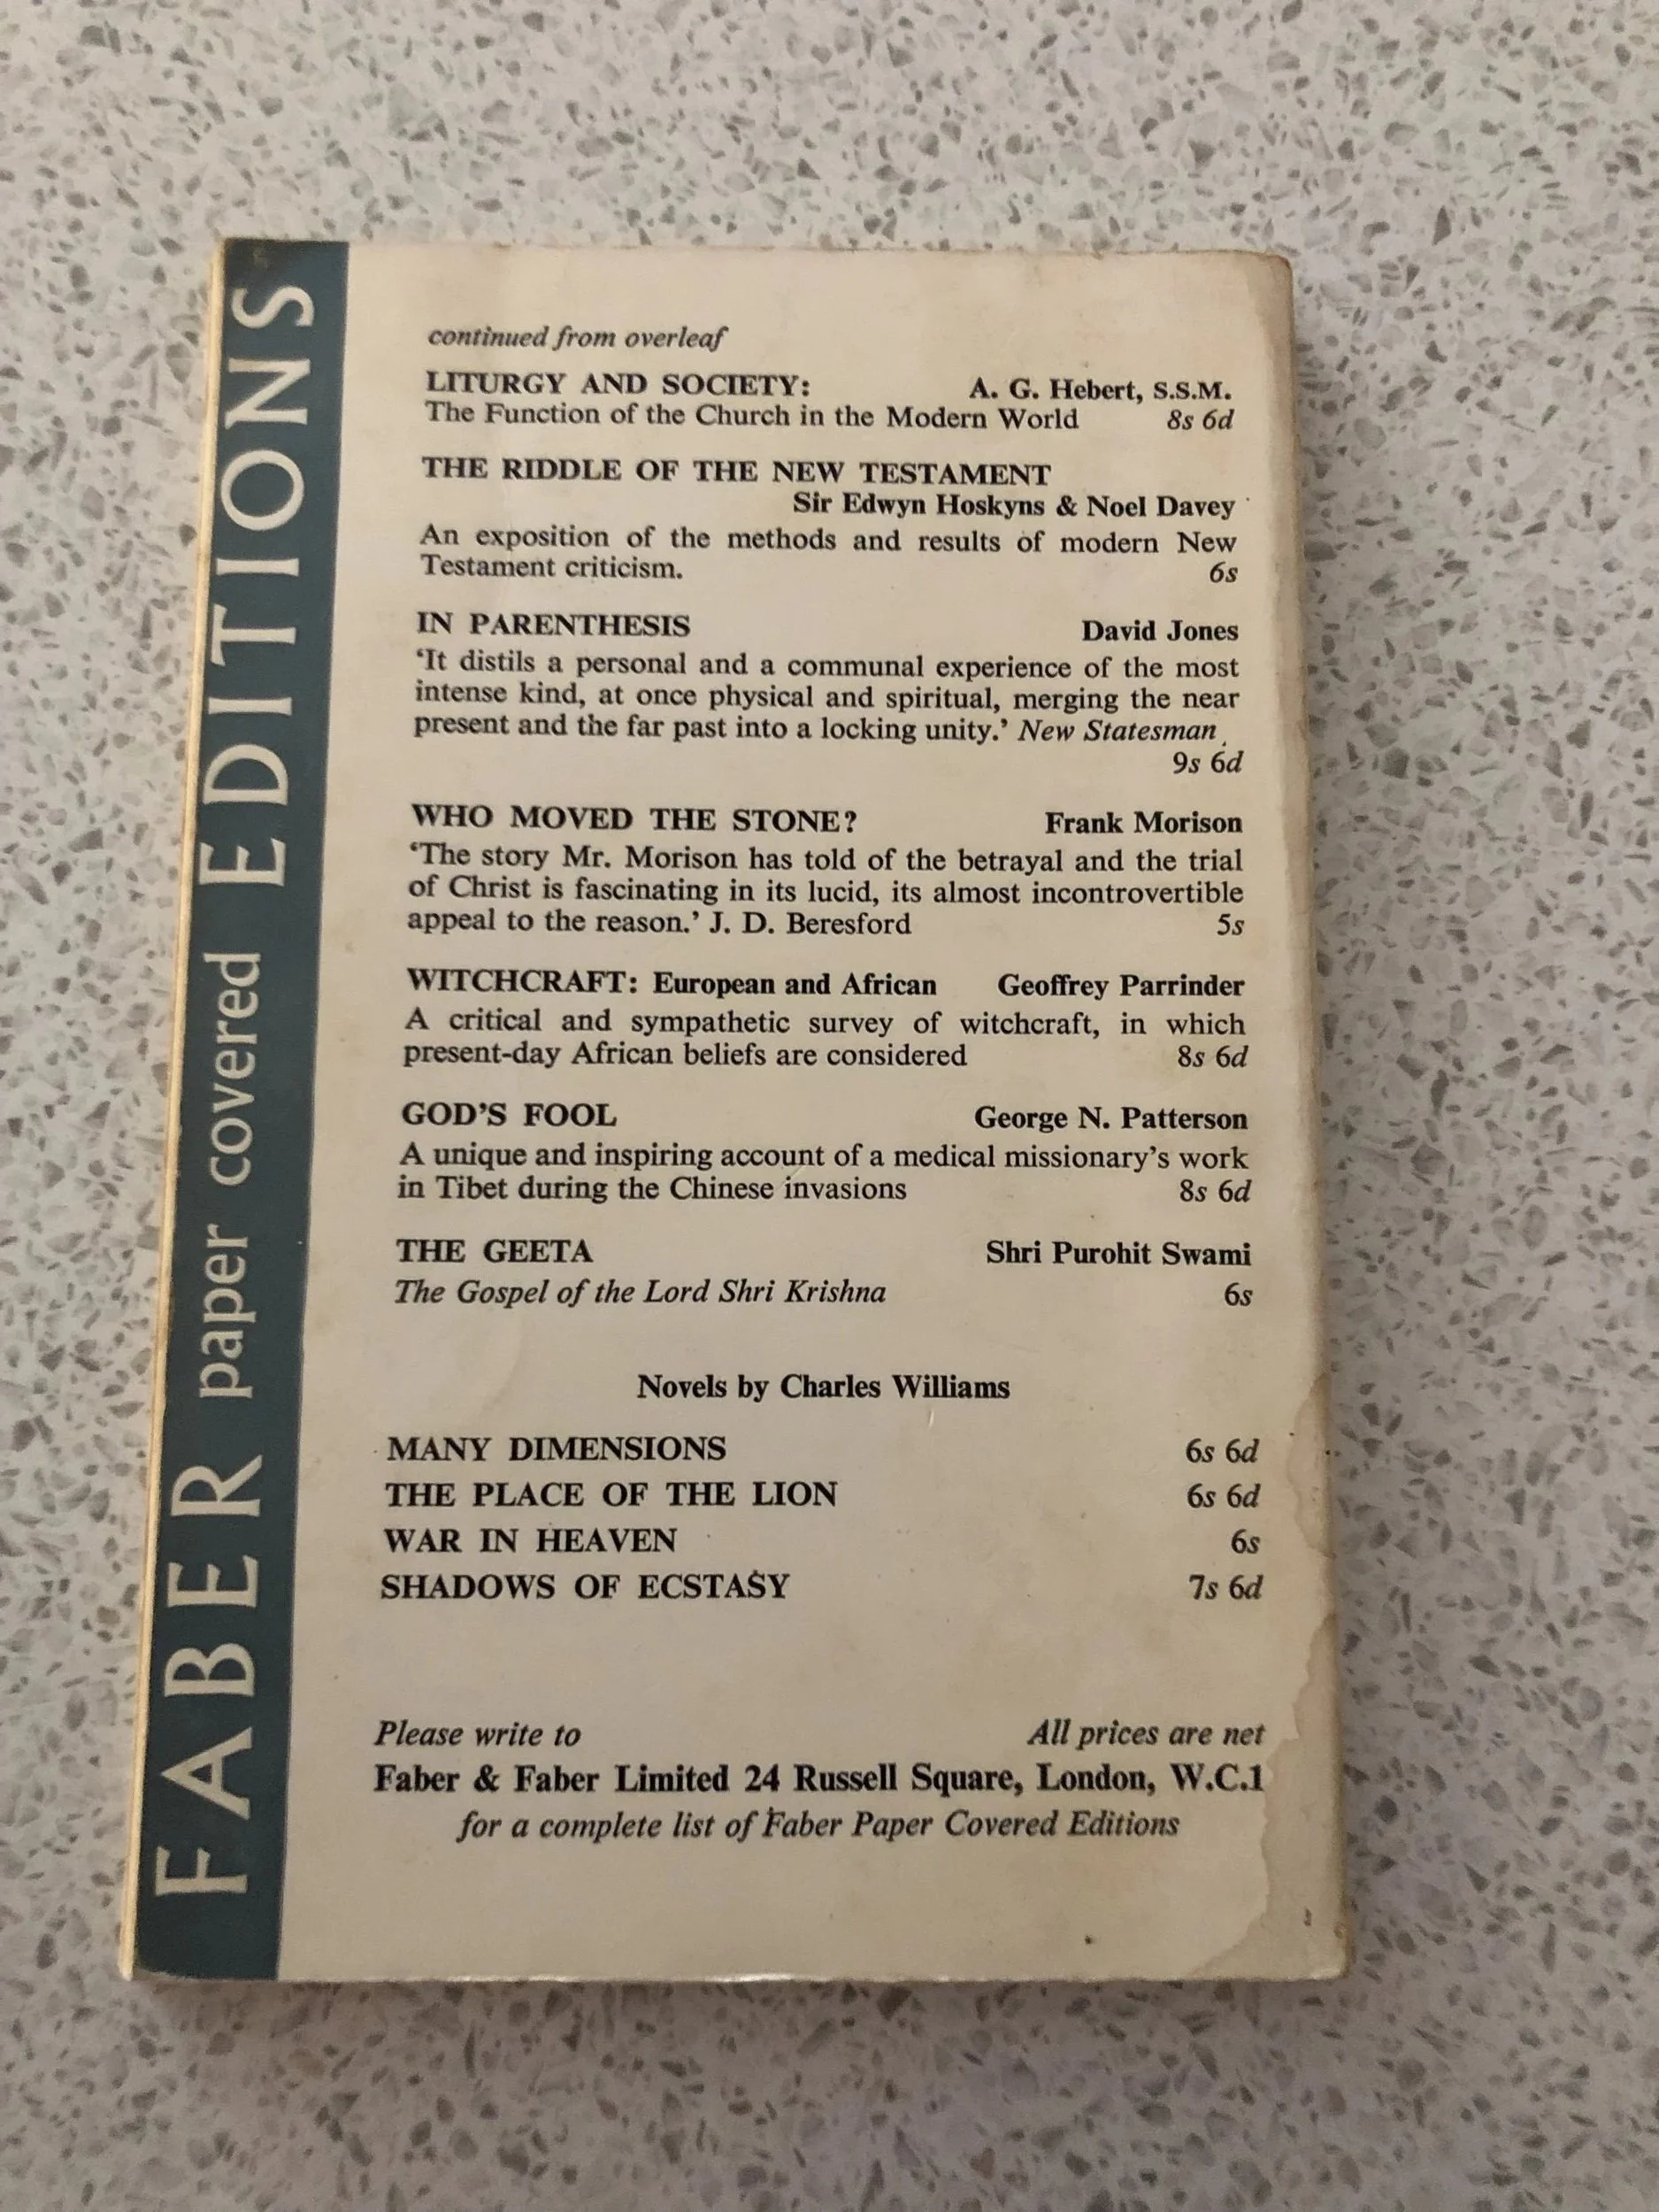 FABER paper covered EDITIONS
continued from overleaf
LITURGY AND SOCIETY: A. G. Hebert, S.S.M.
The Function of the Church in the Modern World 8s 6d
THE RIDDLE OF THE NEW TESTAMENT
Sir Edwyn Hoskyns & Noel Davey
An exposition of the methods and results of modern New
Testament criticism. 6s
IN PARENTHESIS David Jones
‘It distils a personal and a communal experience of the most
intense kind, at once physical and spiritual, merging the near
present and the far past into a locking unity.’ New Statesman
9s 6d
WHO MOVED THE STONE? Frank Morison
‘The story Mr. Morison has told of the betrayal and the trial
of Christ is fascinating in its lucid, its almost incontrovertible
appeal to the reason.’ J. D. Beresford 5s
WITCHCRAFT: European and African Geoffrey Parrinder
A critical and sympathetic survey of witchcraft, in which
present-day African beliefs are considered 8s 6d
GOD’S FOOL George N. Patterson
A unique and inspiring account of a medical missionary’s work
in Tibet during the Chinese invasions 8s 6d
THE GEETA Shri Purohit Swami
The Gospel of the Lord Shri Krishna 6s
Novels by Charles Williams
MANY DIMENSIONS 6s 6d
THE PLACE OF THE LION 6s 6d
WAR IN HEAVEN 6s
SHADOWS OF ECSTASY 7s 6d
Please write to All prices are net
Faber & Faber Limited 24 Russell Square, London, W.C.1
for a complete list of Faber Paper Covered Editions